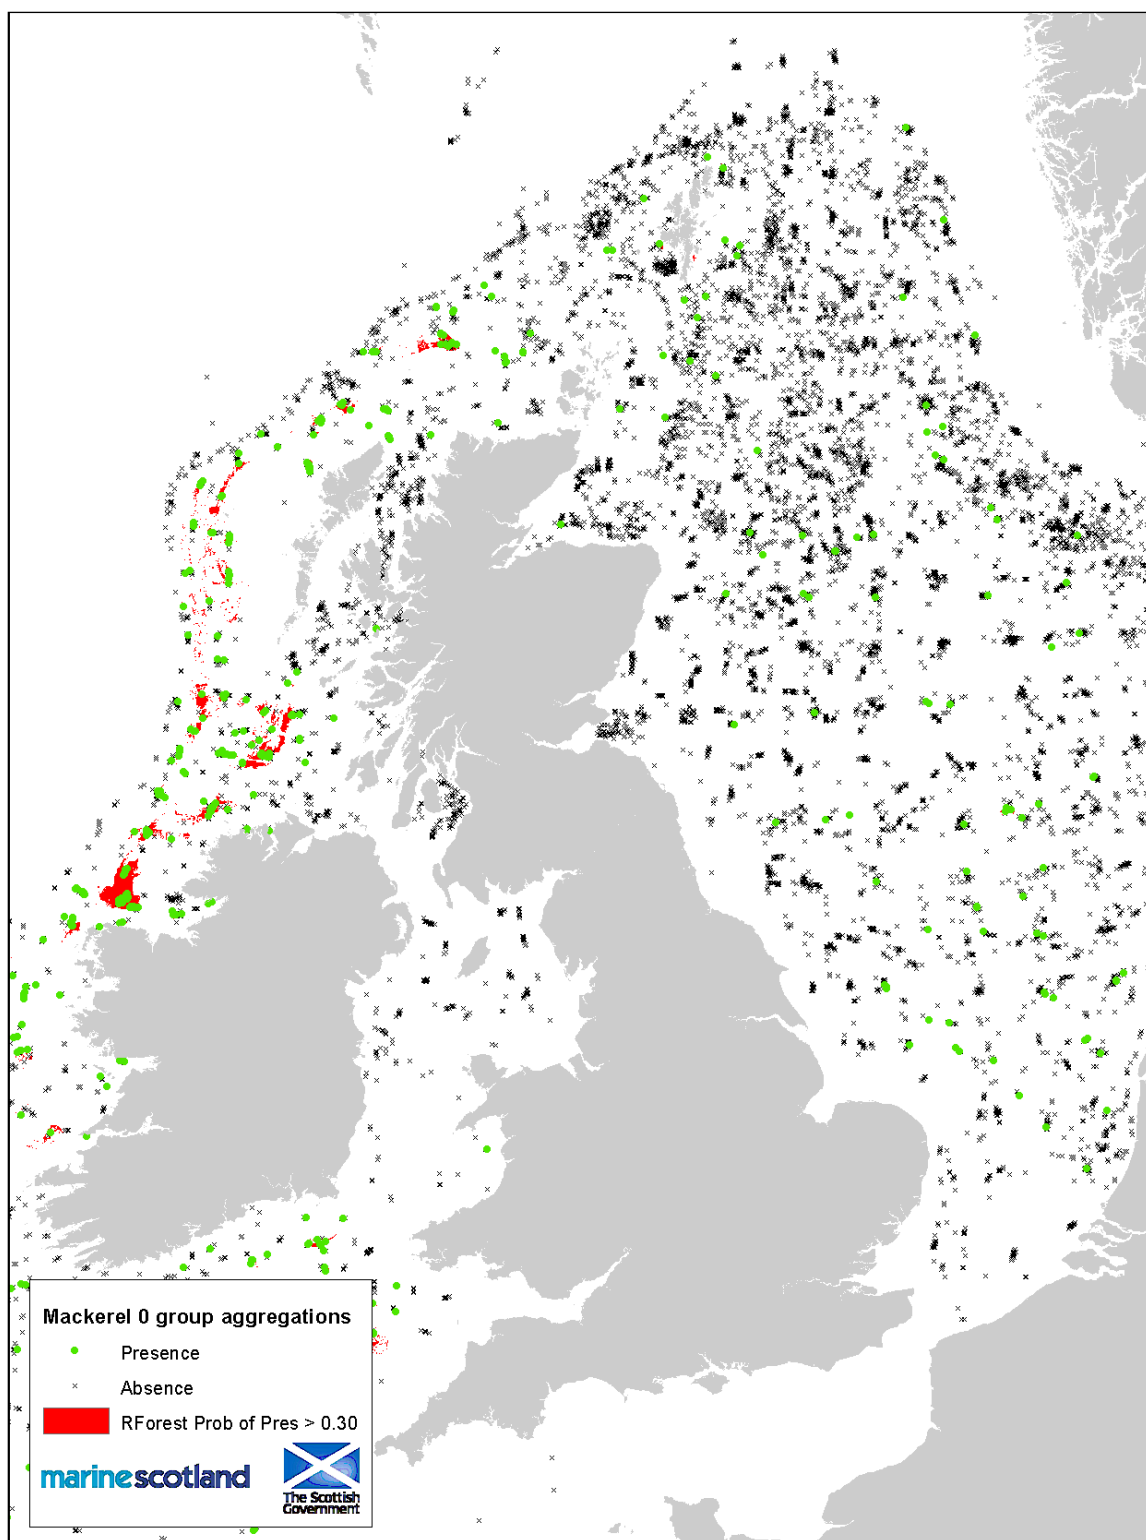 Mackerel 0 group aggregations
Presence
Absence
RForest Prob of Pres > 0.30
marinescotland
The Scottish
Government